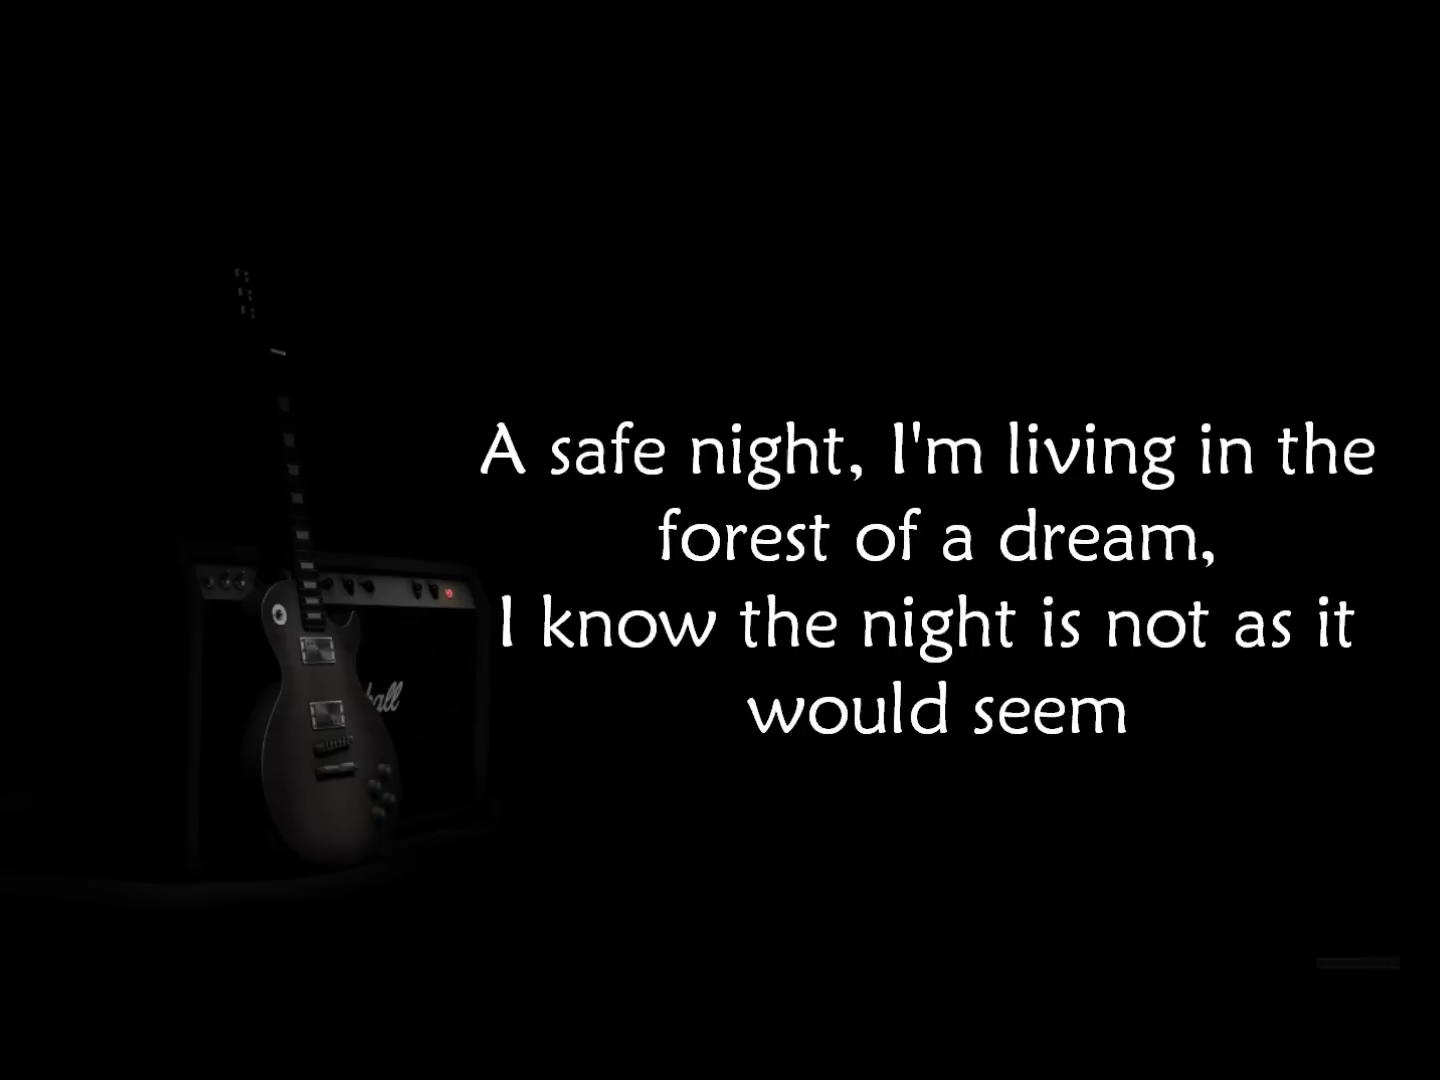 A safe night, I'm living in the
forest of a dream,
I know the night is not as it
would seem